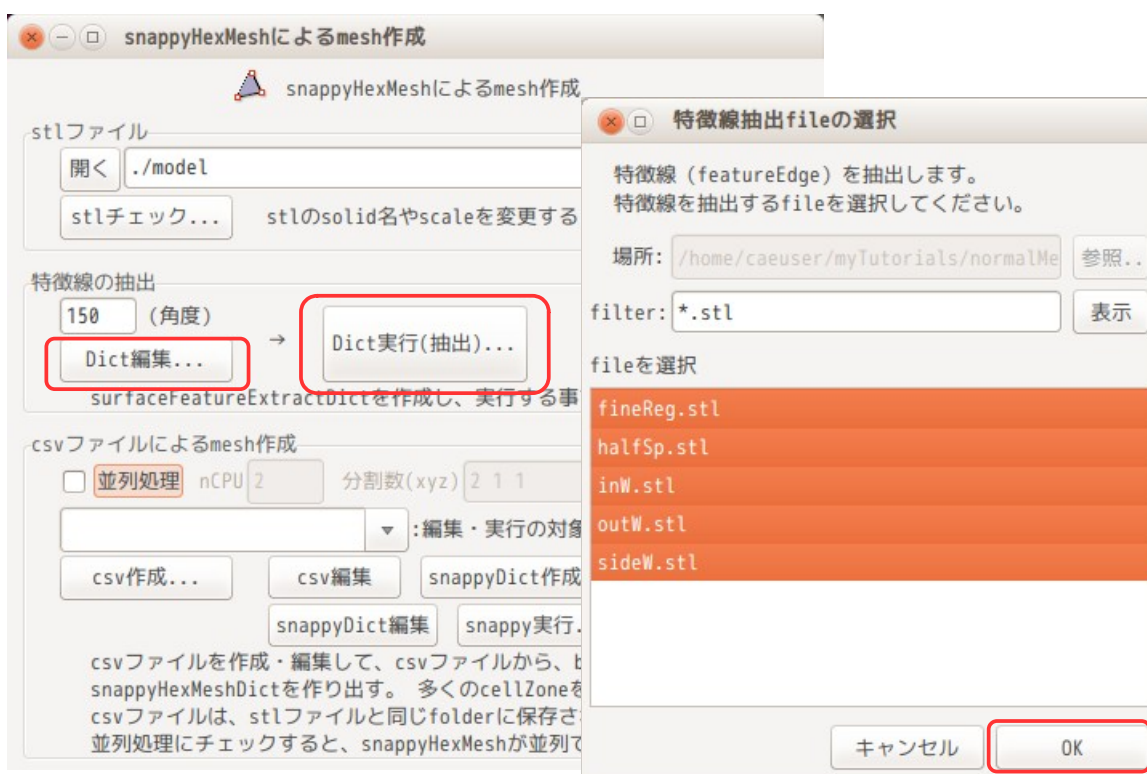 snappyHexMeshによるmesh作成
snappyHexMeshによるmesh作成
stlファイル
開く ./model
stlチェック... stlのsolid名やscaleを変更する
特徴線の抽出
150 (角度)
→ Dict実行(抽出)...
Dict編集...
surfaceFeatureExtractDictを作成し、実行する事
csvファイルによるmesh作成
並列処理 nCPU 2 分割数(xyz) 2 1 1
:編集・実行の対象
csv作成... csv編集 snappyDict作成
snappyDict編集 snappy実行.
csvファイルを作成・編集して、csvファイルから、b
snappyHexMeshDictを作り出す。 多くのcellZoneを
csvファイルは、stlファイルと同じfolderに保存さ
並列処理にチェックすると、snappyHexMeshが並列で
特徴線抽出fileの選択
特徴線（featureEdge）を抽出します。
特徴線を抽出するfileを選択してください。
場所: /home/caeuser/myTutorials/normalMe 参照..
filter: *.stl 表示
fileを選択
fineReg.stl
halfSp.stl
inW.stl
outW.stl
sideW.stl
キャンセル OK